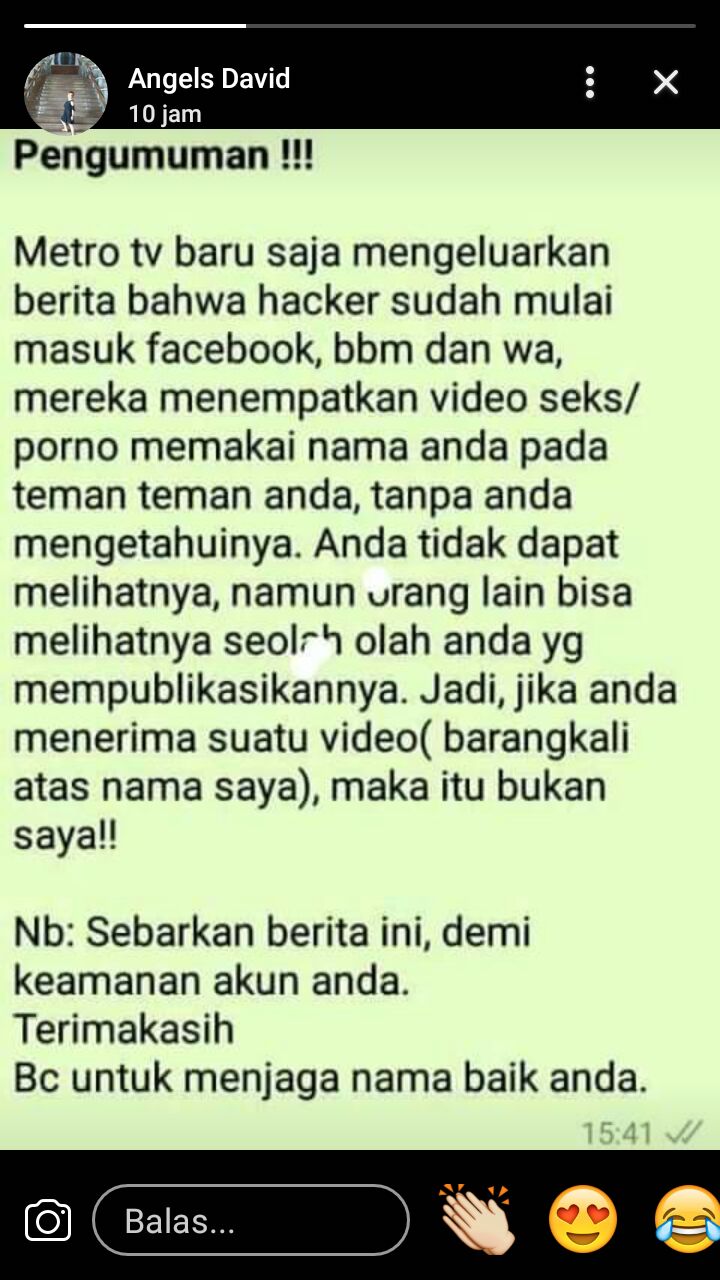 Angels David
10 jam
Pengumuman !!!
Metro tv baru saja mengeluarkan
berita bahwa hacker sudah mulai
masuk facebook, bbm dan wa,
mereka menempatkan video seks/
porno memakai nama anda pada
teman teman anda, tanpa anda
mengetahuinya. Anda tidak dapat
melihatnya, namun orang lain bisa
melihatnya seolah olah anda yg
mempublikasikannya. Jadi, jika anda
menerima suatu video( barangkali
atas nama saya), maka itu bukan
saya!!
Nb: Sebarkan berita ini, demi
keamanan akun anda.
Terimakasih
Bc untuk menjaga nama baik anda.
15:41
Balas...